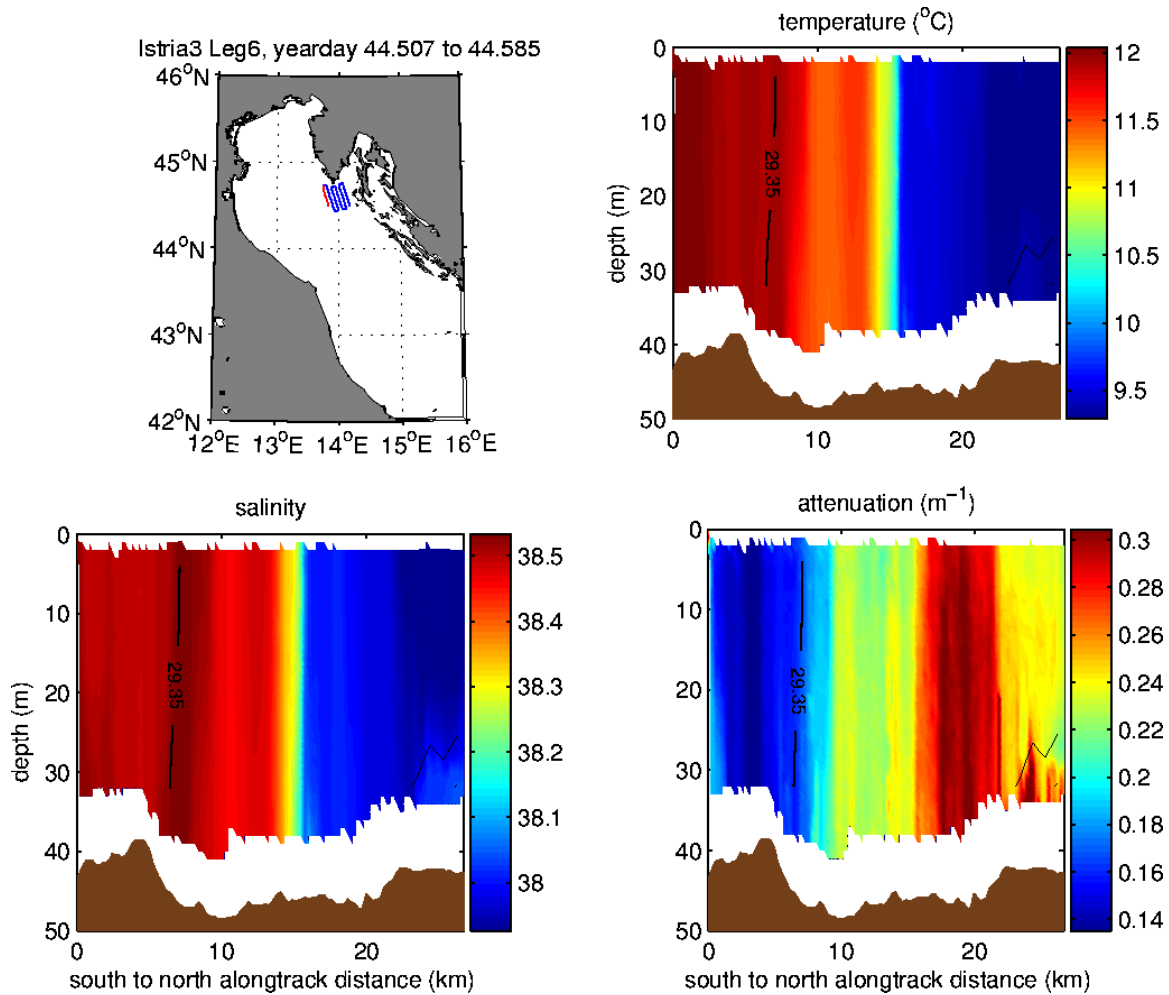 Istria3 Leg6, yearday 44.507 to 44.585
46°N
45°N
44°N
43°N
42°N
12°E 13°E 14°E 15°E 16°E
temperature (°C)
0
10
20
30
40
50
depth (m)
29.35
0 10 20
12
11.5
11
10.5
10
9.5
salinity
0
10
20
30
40
50
depth (m)
29.35
0 10 20
south to north alongtrack distance (km)
38.5
38.4
38.3
38.2
38.1
38
attenuation (m⁻¹)
0
10
20
30
40
50
29.35
0 10 20
south to north alongtrack distance (km)
0.3
0.28
0.26
0.24
0.22
0.2
0.18
0.16
0.14